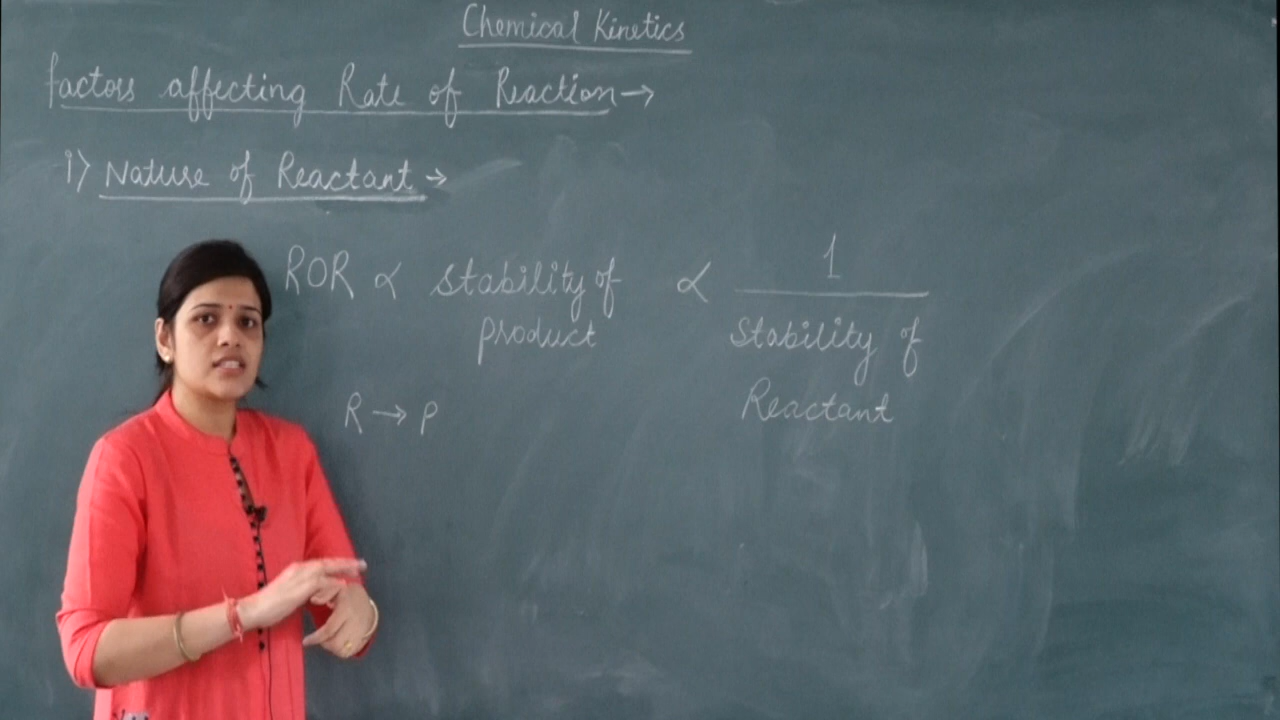 Chemical Kinetics
factors affecting Rate of Reaction→
1) Nature of Reactant →
ROR ∝ stability of product ∝ 1 / Stability of Reactant
R → P